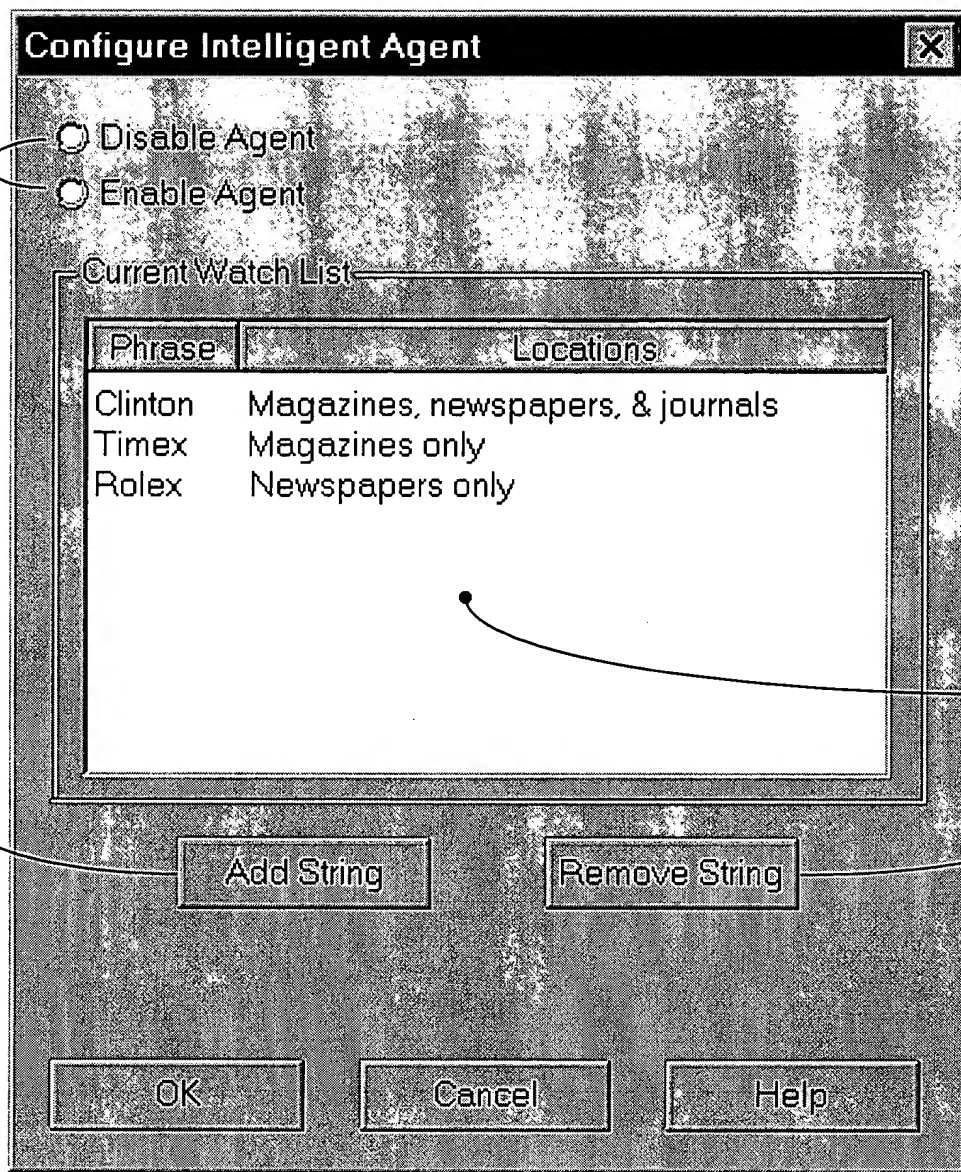 Configure Intelligent Agent
Disable Agent
Enable Agent
Current Watch List
Phrase Locations
Clinton Magazines, newspapers, & journals
Timex Magazines only
Rolex Newspapers only
Add String Remove String
OK Cancel Help